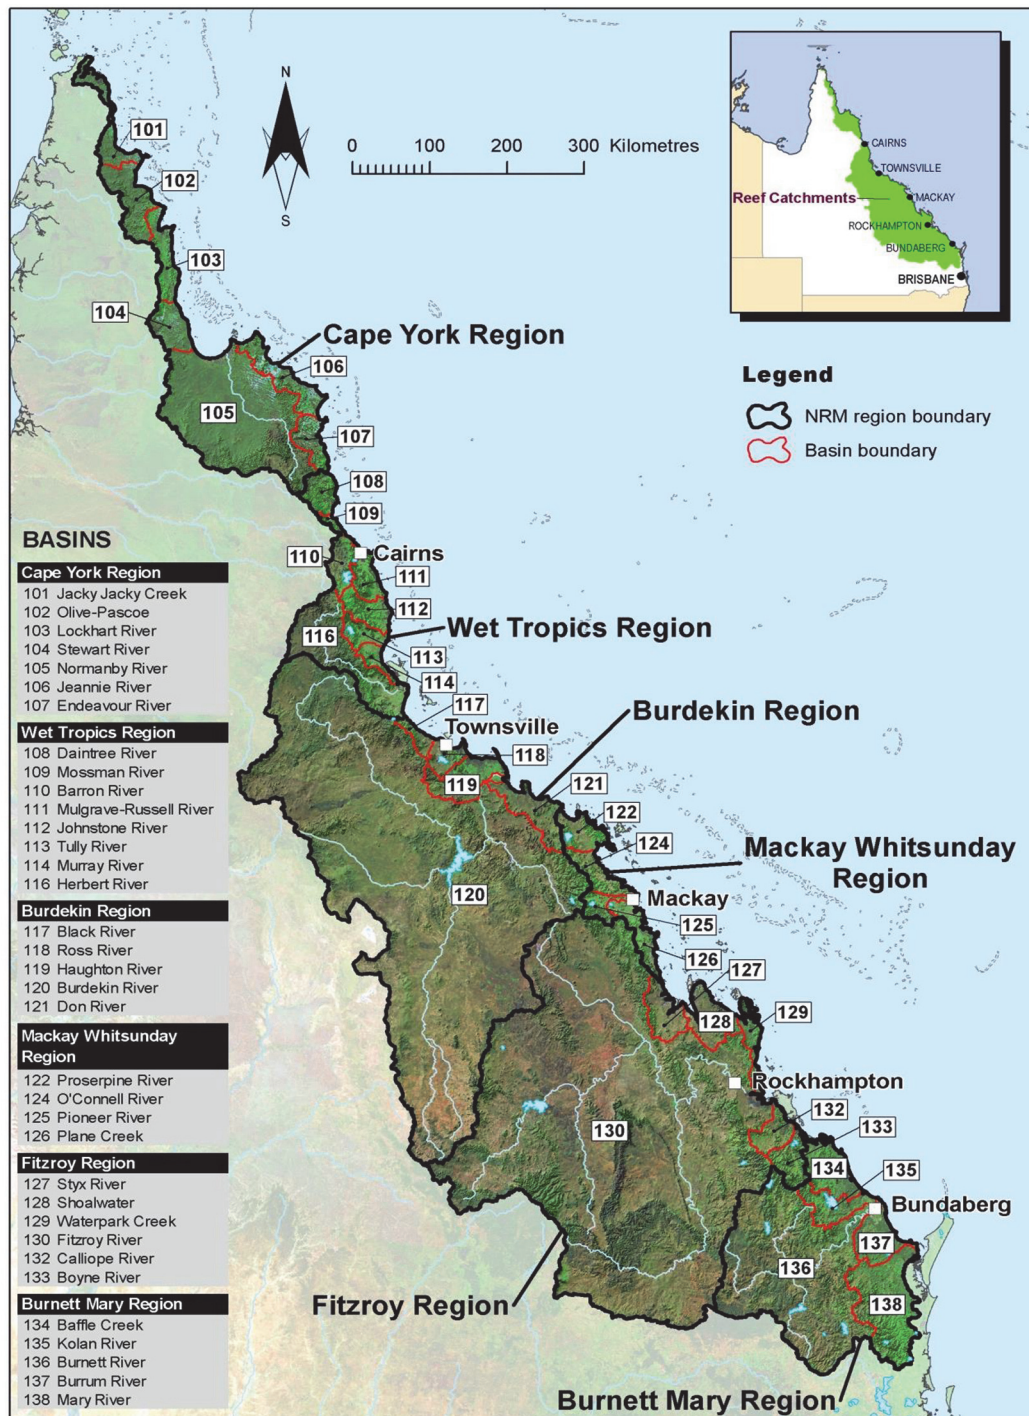 N
S
0 100 200 300 Kilometres
CAIRNS
TOWNSVILLE
Reef Catchments
MACKAY
ROCKHAMPTON
BUNDABERG
BRISBANE
Legend
NRM region boundary
Basin boundary
101
102
103
104
Cape York Region
106
105
107
108
109
110
Cairns
111
112
Wet Tropics Region
116
113
114
117
Townsville
118
Burdekin Region
119
121
122
124
Mackay Whitsunday
Region
120
Mackay
125
126
127
128
129
Rockhampton
130
132
133
134
135
Bundaberg
137
136
Fitzroy Region
138
Burnett Mary Region
BASINS
Cape York Region
101 Jacky Jacky Creek
102 Olive-Pascoe
103 Lockhart River
104 Stewart River
105 Normanby River
106 Jeannie River
107 Endeavour River
Wet Tropics Region
108 Daintree River
109 Mossman River
110 Barron River
111 Mulgrave-Russell River
112 Johnstone River
113 Tully River
114 Murray River
116 Herbert River
Burdekin Region
117 Black River
118 Ross River
119 Haughton River
120 Burdekin River
121 Don River
Mackay Whitsunday
Region
122 Proserpine River
124 O'Connell River
125 Pioneer River
126 Plane Creek
Fitzroy Region
127 Styx River
128 Shoalwater
129 Waterpark Creek
130 Fitzroy River
132 Calliope River
133 Boyne River
Burnett Mary Region
134 Baffle Creek
135 Kolan River
136 Burnett River
137 Burrum River
138 Mary River